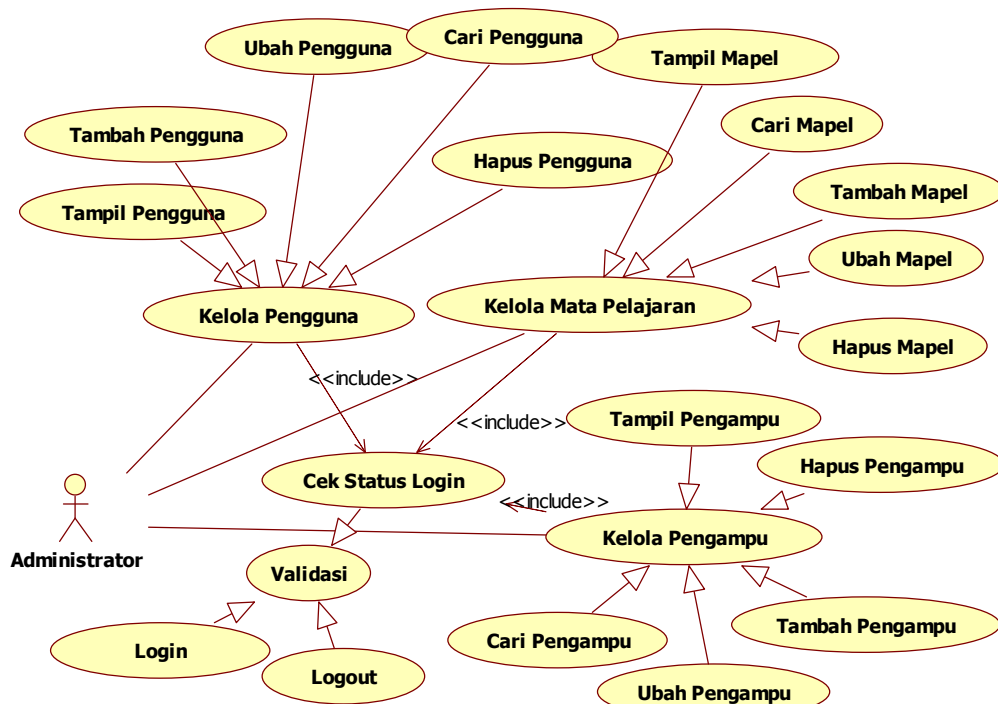 Ubah Pengguna
Cari Pengguna
Tampil Mapel
Tambah Pengguna
Cari Mapel
Hapus Pengguna
Tampil Pengguna
Tambah Mapel
Ubah Mapel
Kelola Pengguna
Kelola Mata Pelajaran
Hapus Mapel
<<include>>
Tampil Pengampu
<<include>>
Hapus Pengampu
Cek Status Login
<<include>>
Kelola Pengampu
Administrator
Validasi
Tambah Pengampu
Cari Pengampu
Login
Logout
Ubah Pengampu